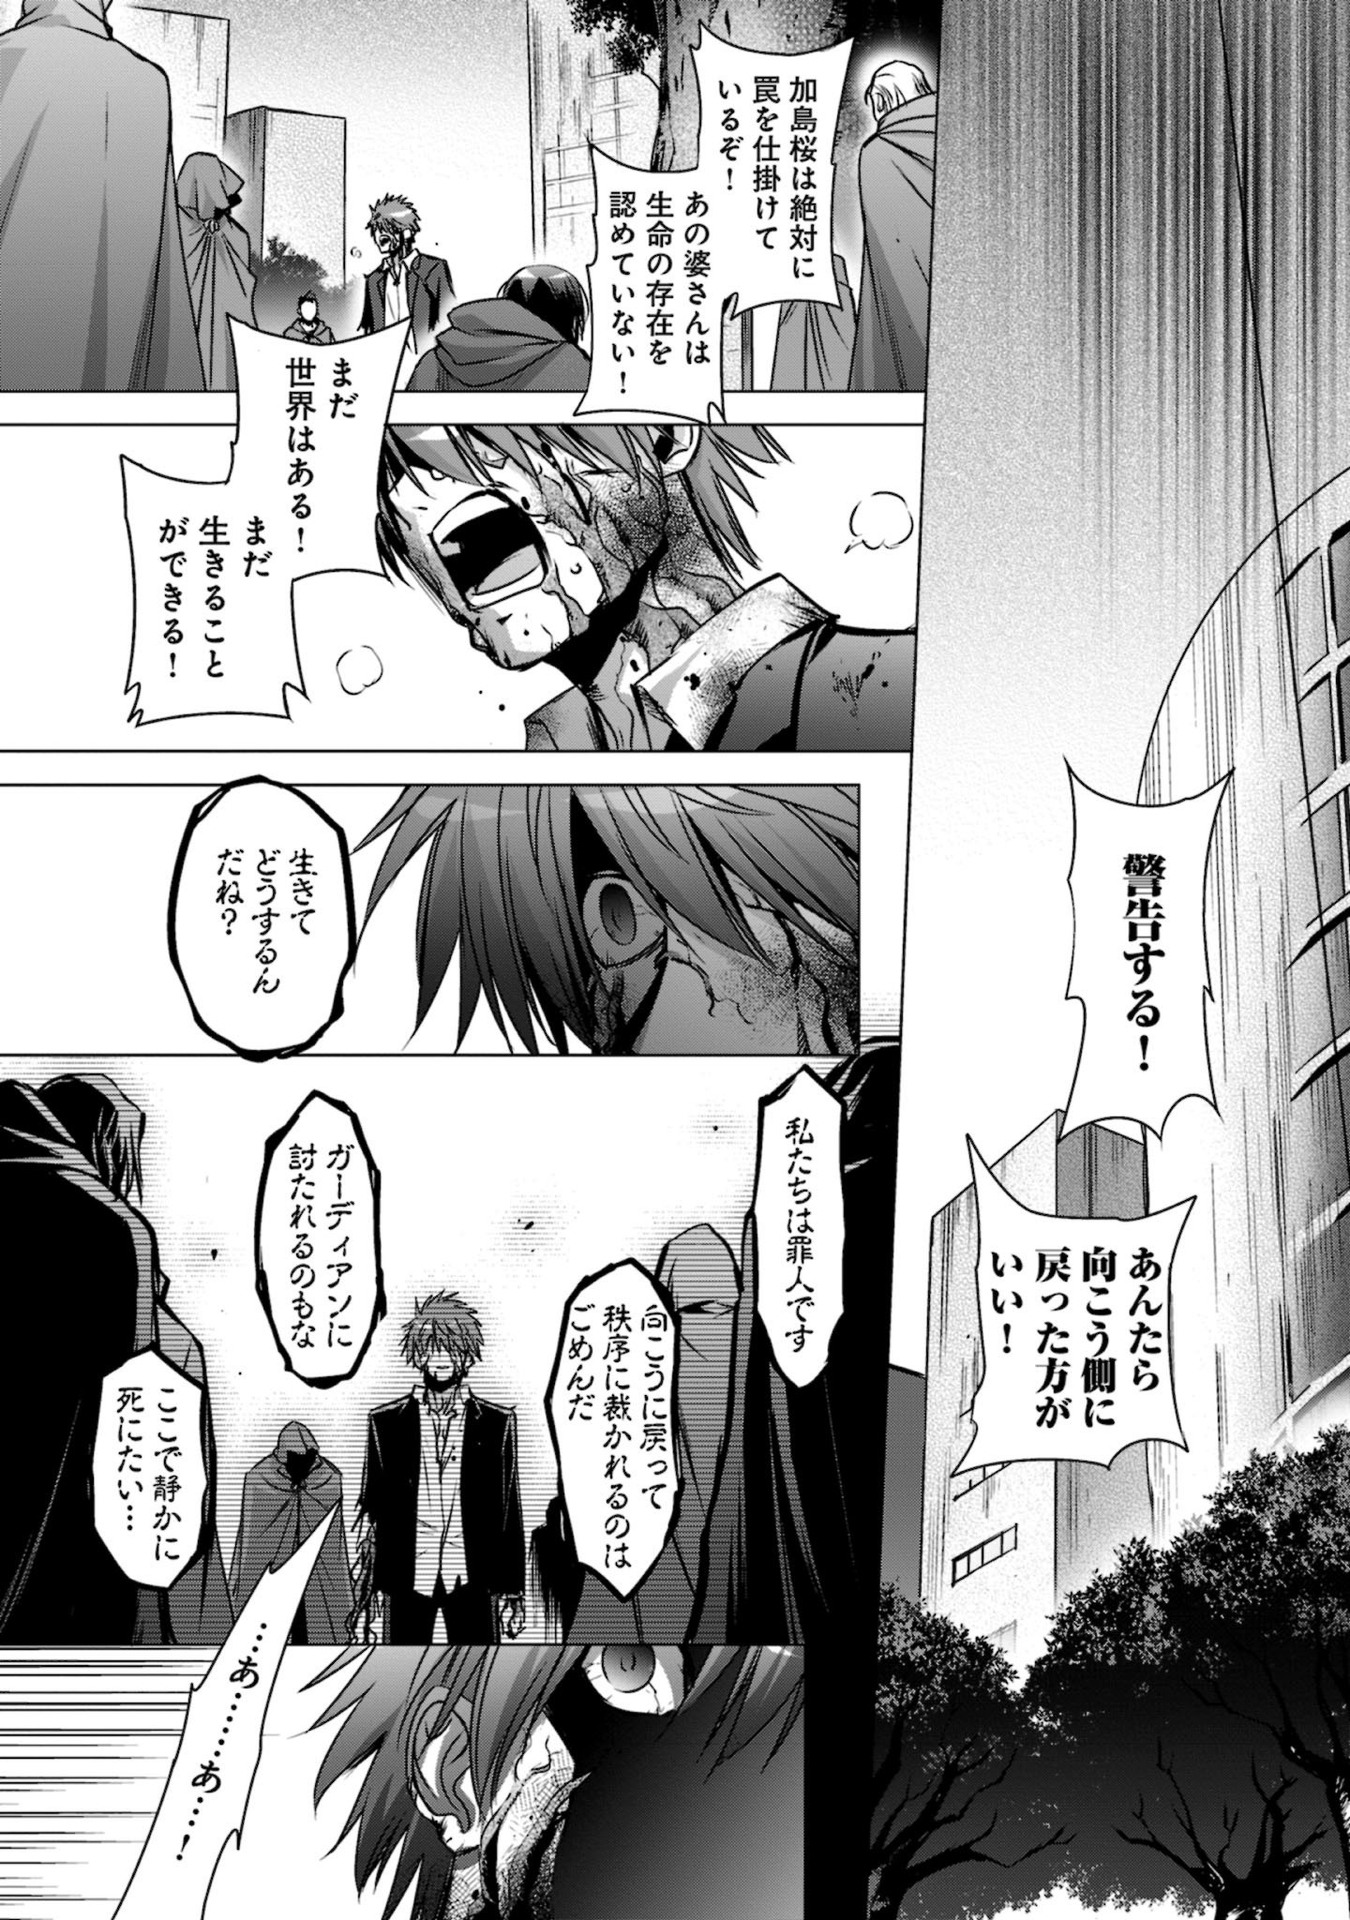 警告する！
あんたら
向こう側に
戻った方が
いい！
加島桜は絶対に
罠を仕掛けて
いるぞ！
あの婆さんは
生命の存在を
認めていない！
まだ
世界はある！
まだ
生きること
ができる！
生きて
どうするん
だね？
私たちは罪人です
向こうに戻って
秩序に裁かれるのは
ごめんだ
ガーディアンに
討たれるのもな
ここで静かに
死にたい…
……あ……あ……！